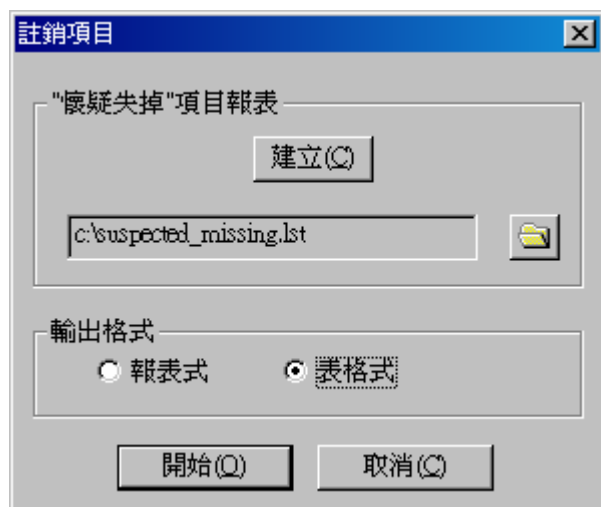 註銷項目
"懷疑失掉"項目報表
建立(C)
c:\suspected_missing.lst
輸出格式
報表式 表格式
開始(O) 取消(C)